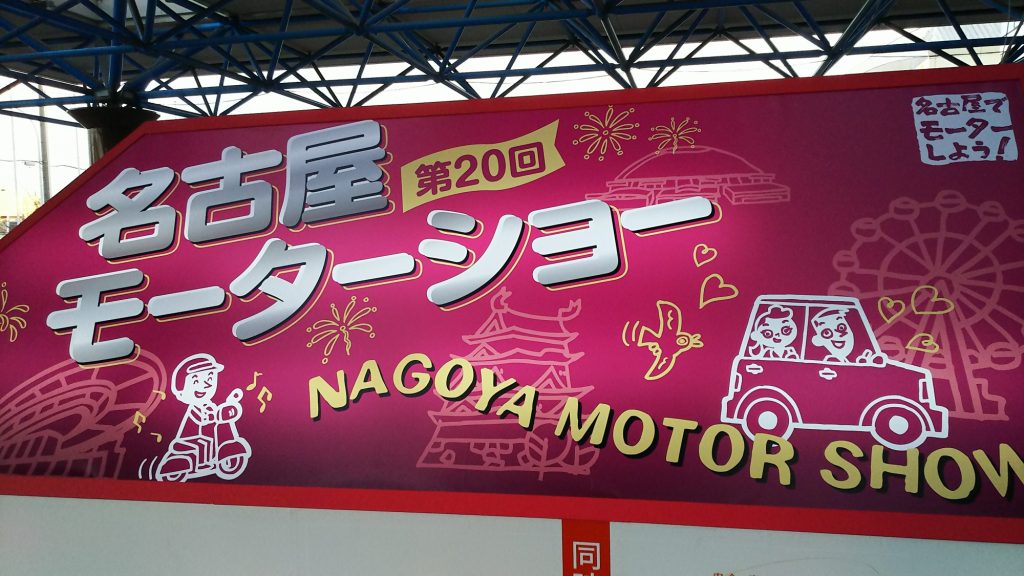 名古屋
第20回
モーターショー
NAGOYA MOTOR SHOW
名古屋で
モーター
しよう!
同